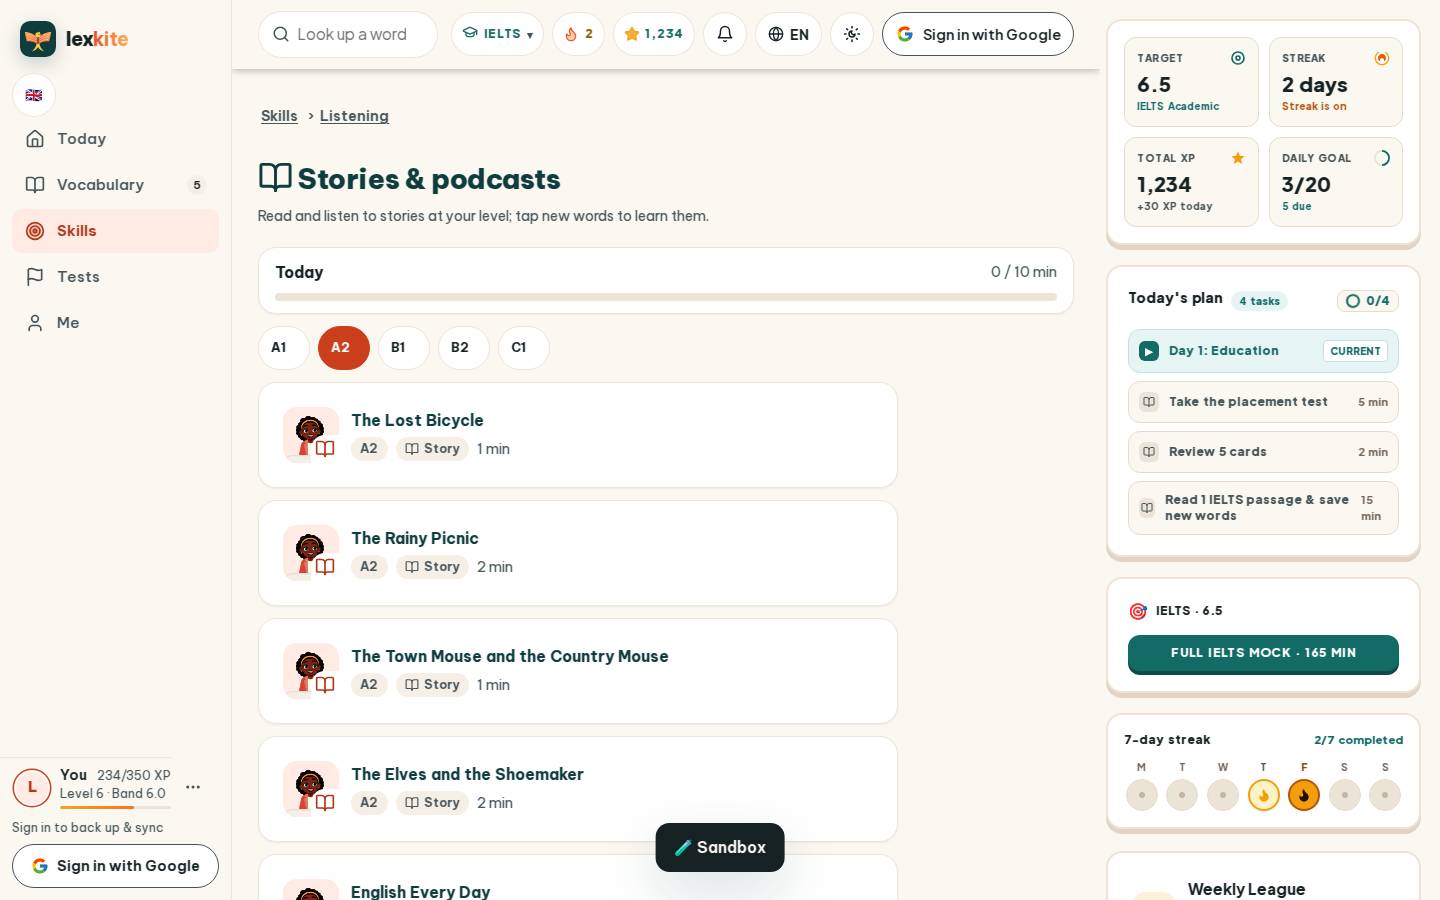 lexkite
Today
Vocabulary 5
Skills
Tests
Me
L
You 234/350 XP
Level 6 · Band 6.0
Sign in to back up & sync
Sign in with Google
Look up a word
IELTS
2
1,234
EN
Sign in with Google
Skills › Listening
Stories & podcasts
Read and listen to stories at your level; tap new words to learn them.
Today 0 / 10 min
A1 A2 B1 B2 C1
The Lost Bicycle
A2 Story 1 min
The Rainy Picnic
A2 Story 2 min
The Town Mouse and the Country Mouse
A2 Story 1 min
The Elves and the Shoemaker
A2 Story 2 min
English Every Day
Sandbox
TARGET
6.5
IELTS Academic
STREAK
2 days
Streak is on
TOTAL XP
1,234
+30 XP today
DAILY GOAL
3/20
5 due
Today's plan 4 tasks 0/4
Day 1: Education CURRENT
Take the placement test 5 min
Review 5 cards 2 min
Read 1 IELTS passage & save 15
new words min
IELTS · 6.5
FULL IELTS MOCK · 165 MIN
7-day streak 2/7 completed
M T W T F S S
Weekly League